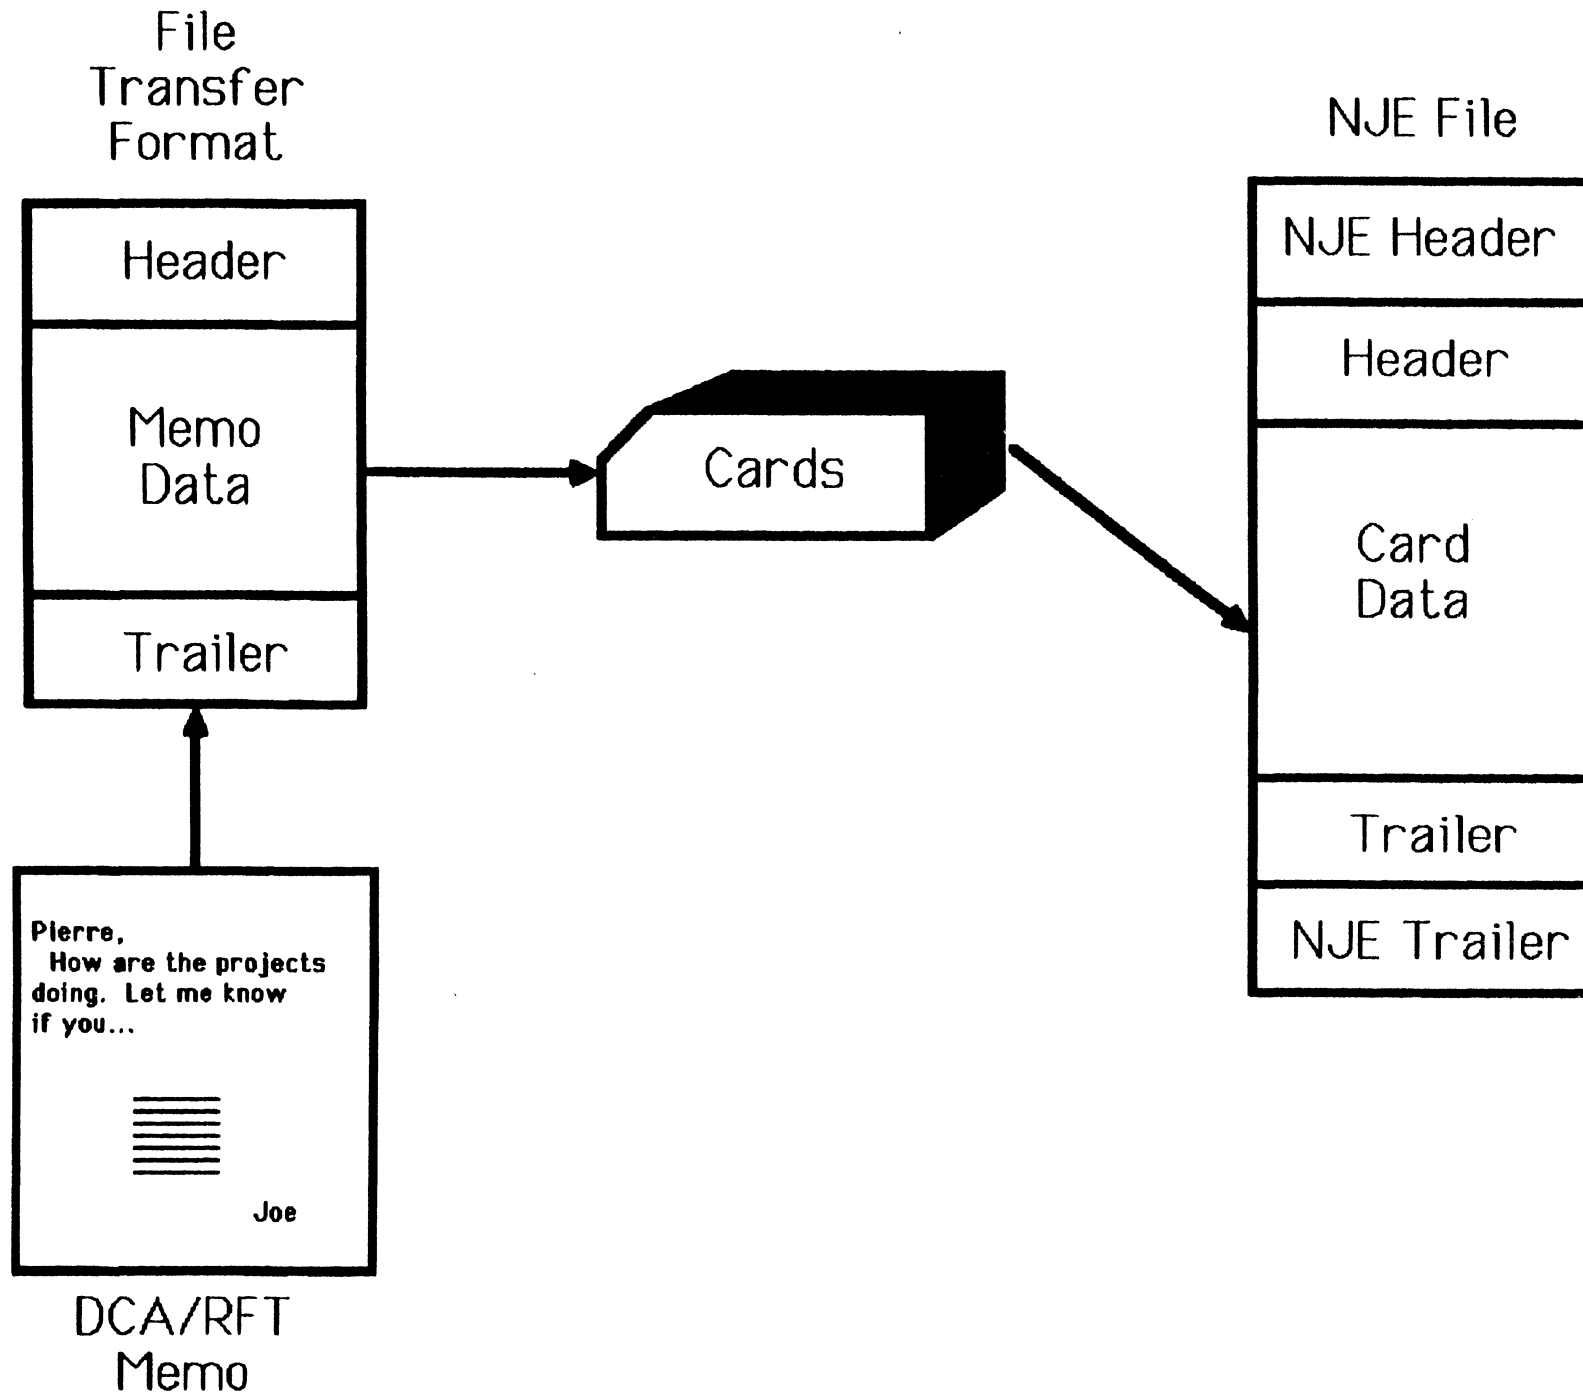 File
Transfer
Format
Header
Memo
Data
Trailer
Pierre,
How are the projects
doing. Let me know
if you...
Joe
DCA/RFT
Memo
Cards
NJE File
NJE Header
Header
Card
Data
Trailer
NJE Trailer